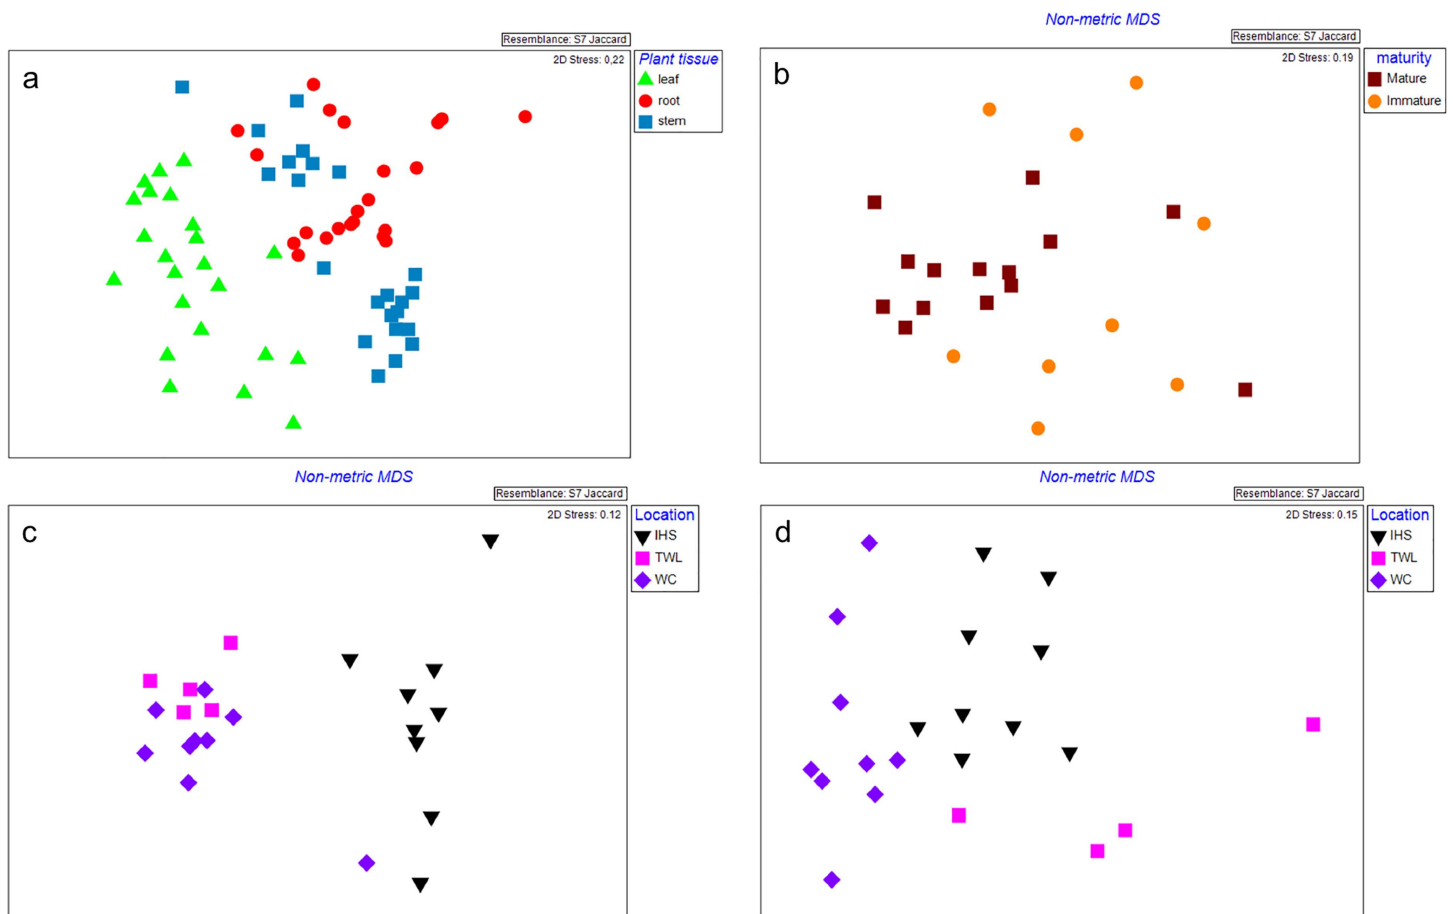 Resemblance: S7 Jaccard
a
2D Stress: 0,22
Plant tissue
leaf
root
stem
Non-metric MDS
Resemblance: S7 Jaccard
b
2D Stress: 0.19
maturity
Mature
Immature
Non-metric MDS
Resemblance: S7 Jaccard
c
2D Stress: 0.12
Location
IHS
TWL
WC
Non-metric MDS
Resemblance: S7 Jaccard
d
2D Stress: 0.15
Location
IHS
TWL
WC